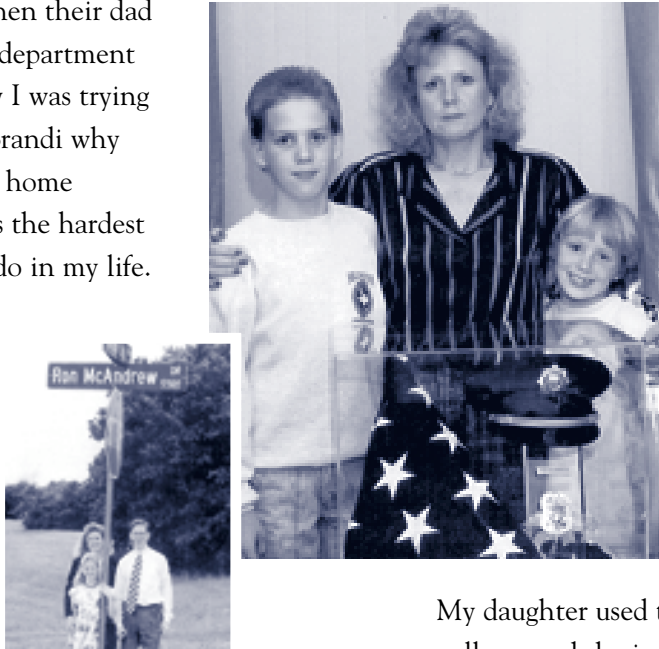 hen their dad
department
y I was trying
randi why
home
s the hardest
do in my life.
Ron McAndrew
My daughter used t